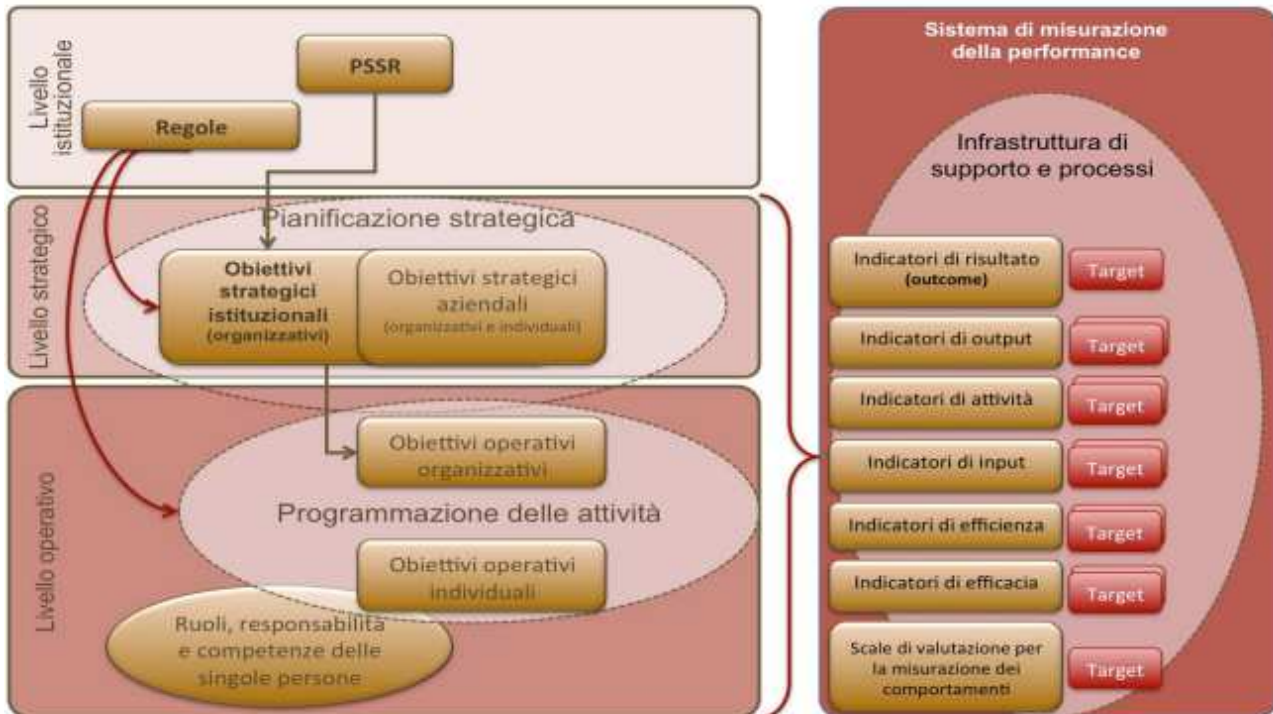 Livello
istituzionale
PSSR
Regole
Livello strategico
Pianificazione strategica
Obiettivi
strategici
istituzionali
(organizzativi)
Obiettivi strategici
aziendali
(organizzativi e individuali)
Livello operativo
Obiettivi operativi
organizzativi
Programmazione delle attività
Obiettivi operativi
individuali
Ruoli, responsabilità
e competenze delle
singole persone
Sistema di misurazione
della performance
Infrastruttura di
supporto e processi
Indicatori di risultato
(outcome)
Target
Indicatori di output
Target
Indicatori di attività
Target
Indicatori di input
Target
Indicatori di efficienza
Target
Indicatori di efficacia
Target
Scale di valutazione per
la misurazione dei
comportamenti
Target